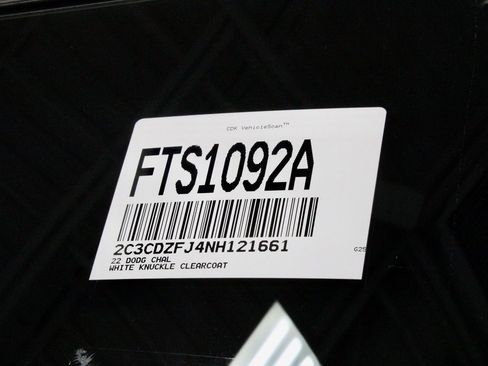 CDK VehicleScan™
FTS1092A
2C3CDZFJ4NH121661
G25
22 DODG CHAL
WHITE KNUCKLE CLEARCOAT